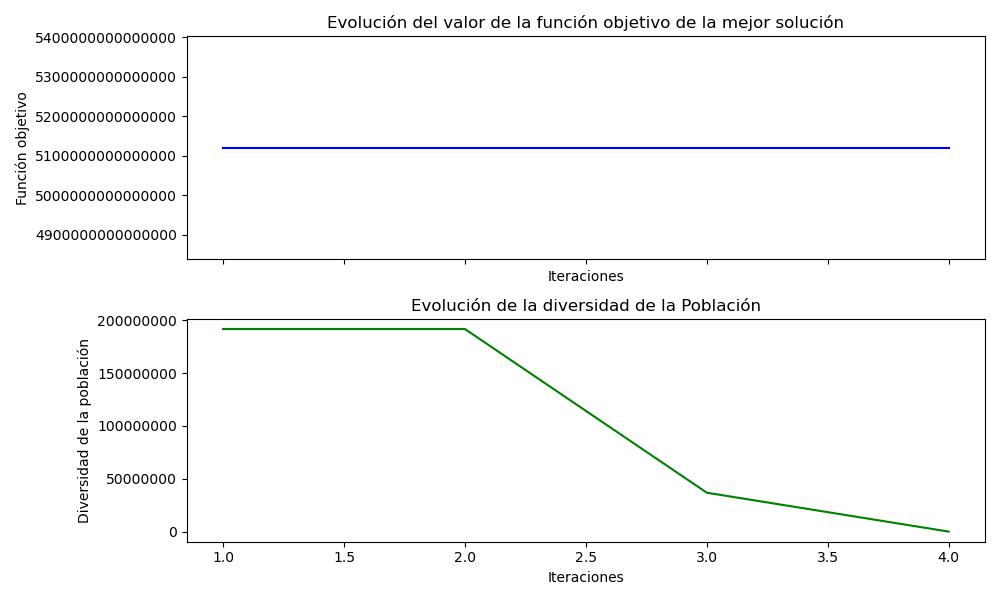 Evolución del valor de la función objetivo de la mejor solución
Función objetivo
5400000000000000
5300000000000000
5200000000000000
5100000000000000
5000000000000000
4900000000000000
Iteraciones
Evolución de la diversidad de la Población
Diversidad de la población
200000000
150000000
100000000
50000000
0
1.0 1.5 2.0 2.5 3.0 3.5 4.0
Iteraciones